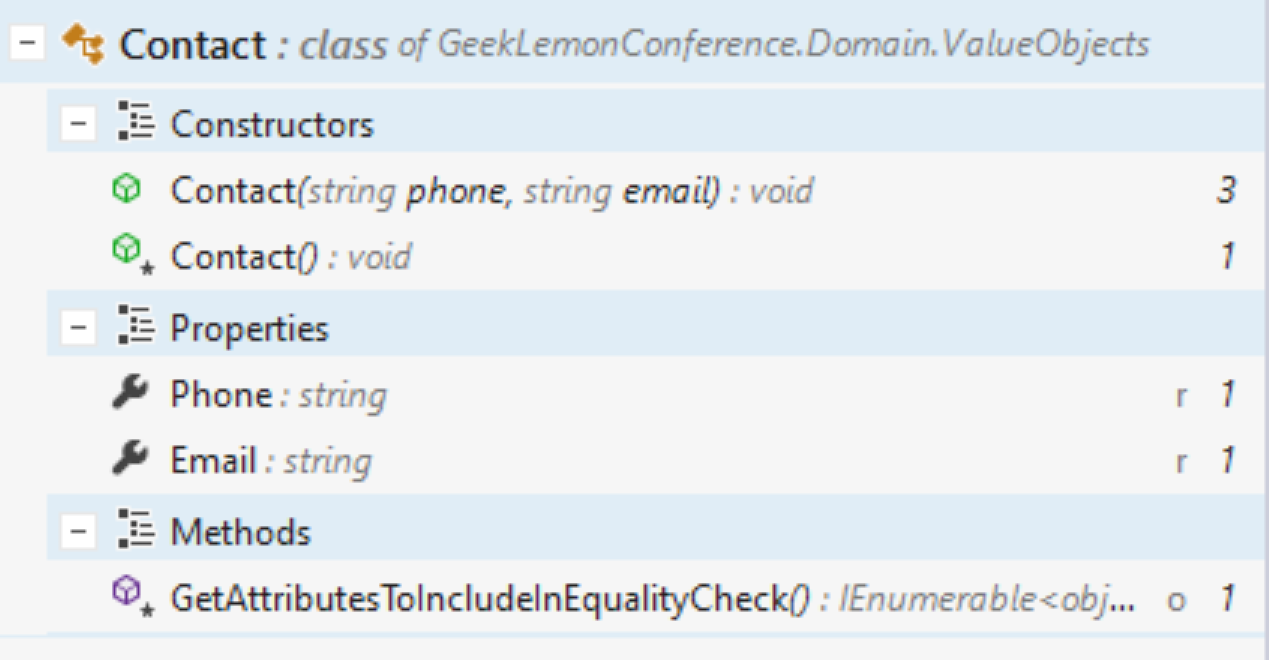 Contact : class of GeekLemonConference.Domain.ValueObjects
Constructors
Contact(string phone, string email) : void 3
Contact() : void 1
Properties
Phone : string r 1
Email : string r 1
Methods
GetAttributesToIncludeInEqualityCheck() : IEnumerable<obj... o 1